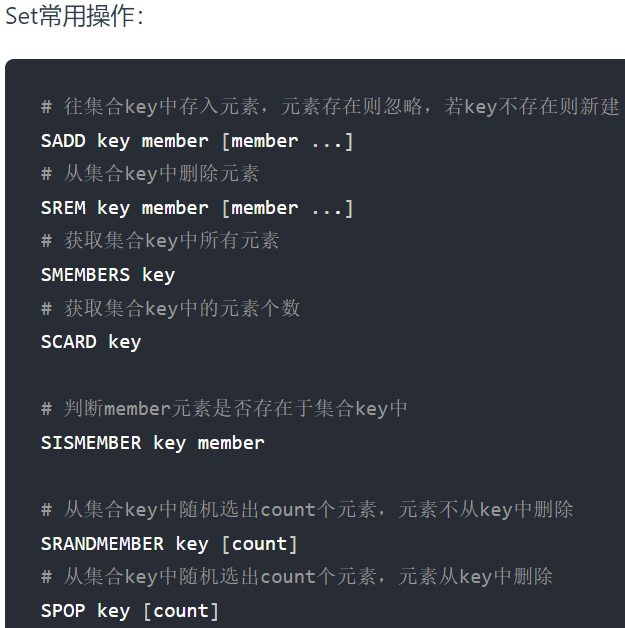 Set常用操作：
# 往集合key中存入元素，元素存在则忽略，若key不存在则新建
SADD key member [member ...]
# 从集合key中删除元素
SREM key member [member ...]
# 获取集合key中所有元素
SMEMBERS key
# 获取集合key中的元素个数
SCARD key
# 判断member元素是否存在于集合key中
SISMEMBER key member
# 从集合key中随机选出count个元素，元素不从key中删除
SRANDMEMBER key [count]
# 从集合key中随机选出count个元素，元素从key中删除
SPOP key [count]